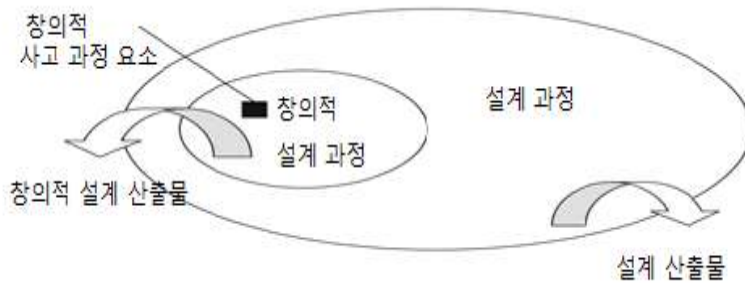 창의적
사고 과정 요소
창의적
설계 과정
설계 과정
창의적 설계 산출물
설계 산출물